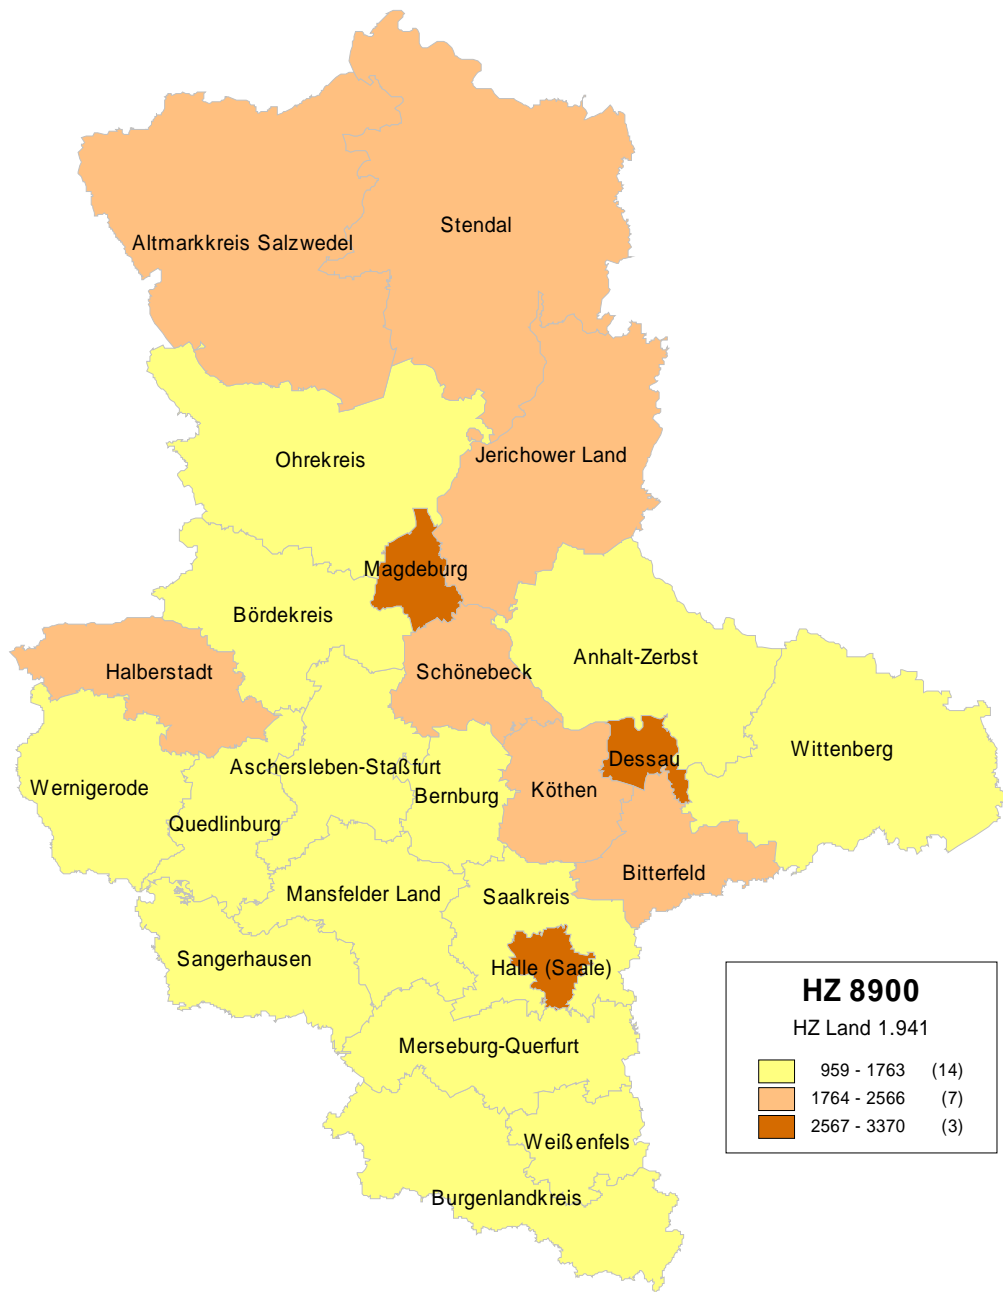 Stendal
Altmarkkreis Salzwedel
Jerichower Land
Ohrekreis
Magdeburg
Bördekreis
Anhalt-Zerbst
Halberstadt
Schönebeck
Wittenberg
Dessau
Aschersleben-Staßfurt
Wernigerode
Köthen
Bernburg
Quedlinburg
Bitterfeld
Mansfelder Land
Saalkreis
Sangerhausen
Halle (Saale)
Merseburg-Querfurt
Weißenfels
Burgenlandkreis
HZ 8900
HZ Land 1.941
959 - 1763 (14)
1764 - 2566 (7)
2567 - 3370 (3)